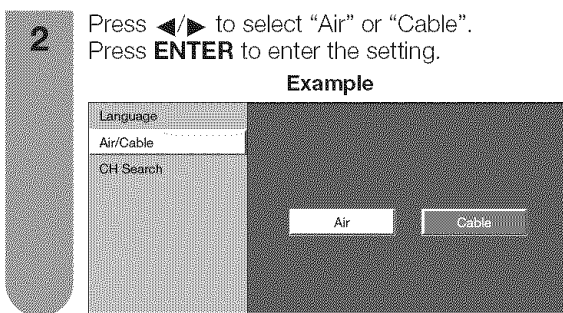 2
Press ◀/▶ to select “Air” or “Cable”.
Press ENTER to enter the setting.
Example
Language
Air/Cable
CH Search
Air
Cable